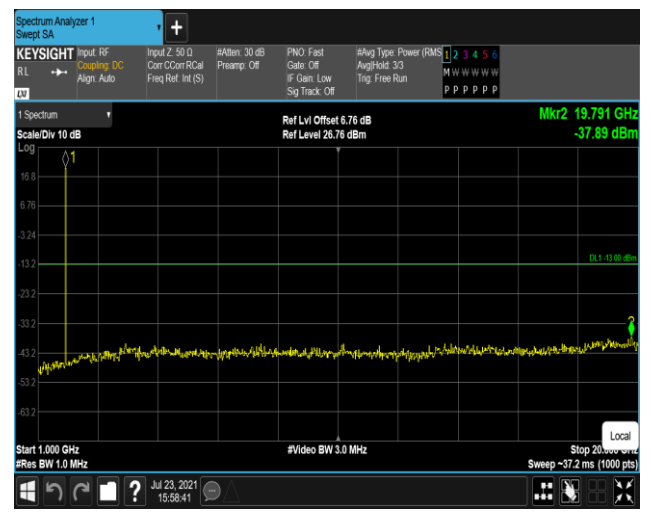 Spectrum Analyzer 1
Swept SA
+
KEYSIGHT Input: RF Input Z: 50 Ω #Atten: 30 dB PNO: Fast #Avg Type: Power (RMS 1 2 3 4 5 6
RL Coupling: DC Corr CCorr RCal Preamp: Off Gate: Off Avg|Hold: 3/3 M W W W W W
Align: Auto Freq Ref: Int (S) IF Gain: Low Trig: Free Run
LXI Sig Track: Off P P P P P P
1 Spectrum Ref Lvl Offset 6.76 dB Mkr2 19.791 GHz
Scale/Div 10 dB Ref Level 26.76 dBm -37.89 dBm
Log
1
16.8
6.76
-3.24
-13.2 DL1 -13.00 dBm
-23.2
-33.2 2
-43.2
-53.2
-63.2
Local
Start 1.000 GHz #Video BW 3.0 MHz Stop
#Res BW 1.0 MHz Sweep ~37.2 ms (1000 pts)
? Jul 23, 2021
15:58:41